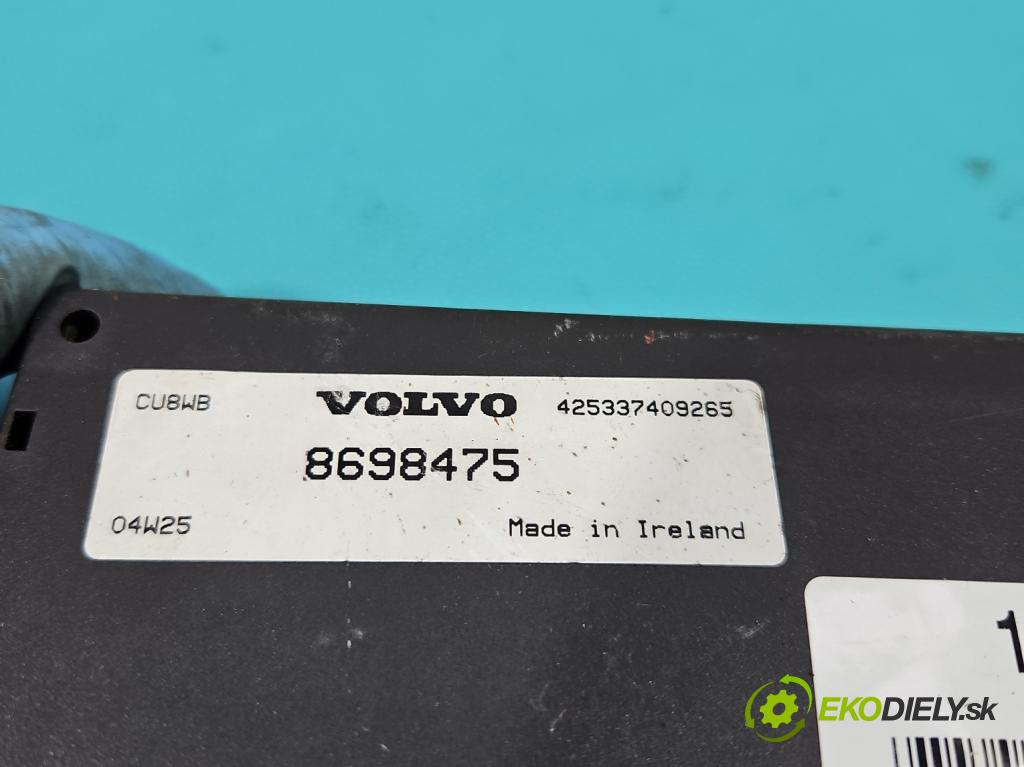 CU8WB VOLVO 425337409265
8698475
04W25 Made in Ireland
1
EKODIELY.sk